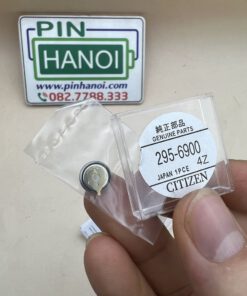 PIN
HANOI
www.pinhanoi.com
082.7788.333
純正部品
GENUINE PARTS
295-6900
4Z
JAPAN 1PCE
CITIZEN